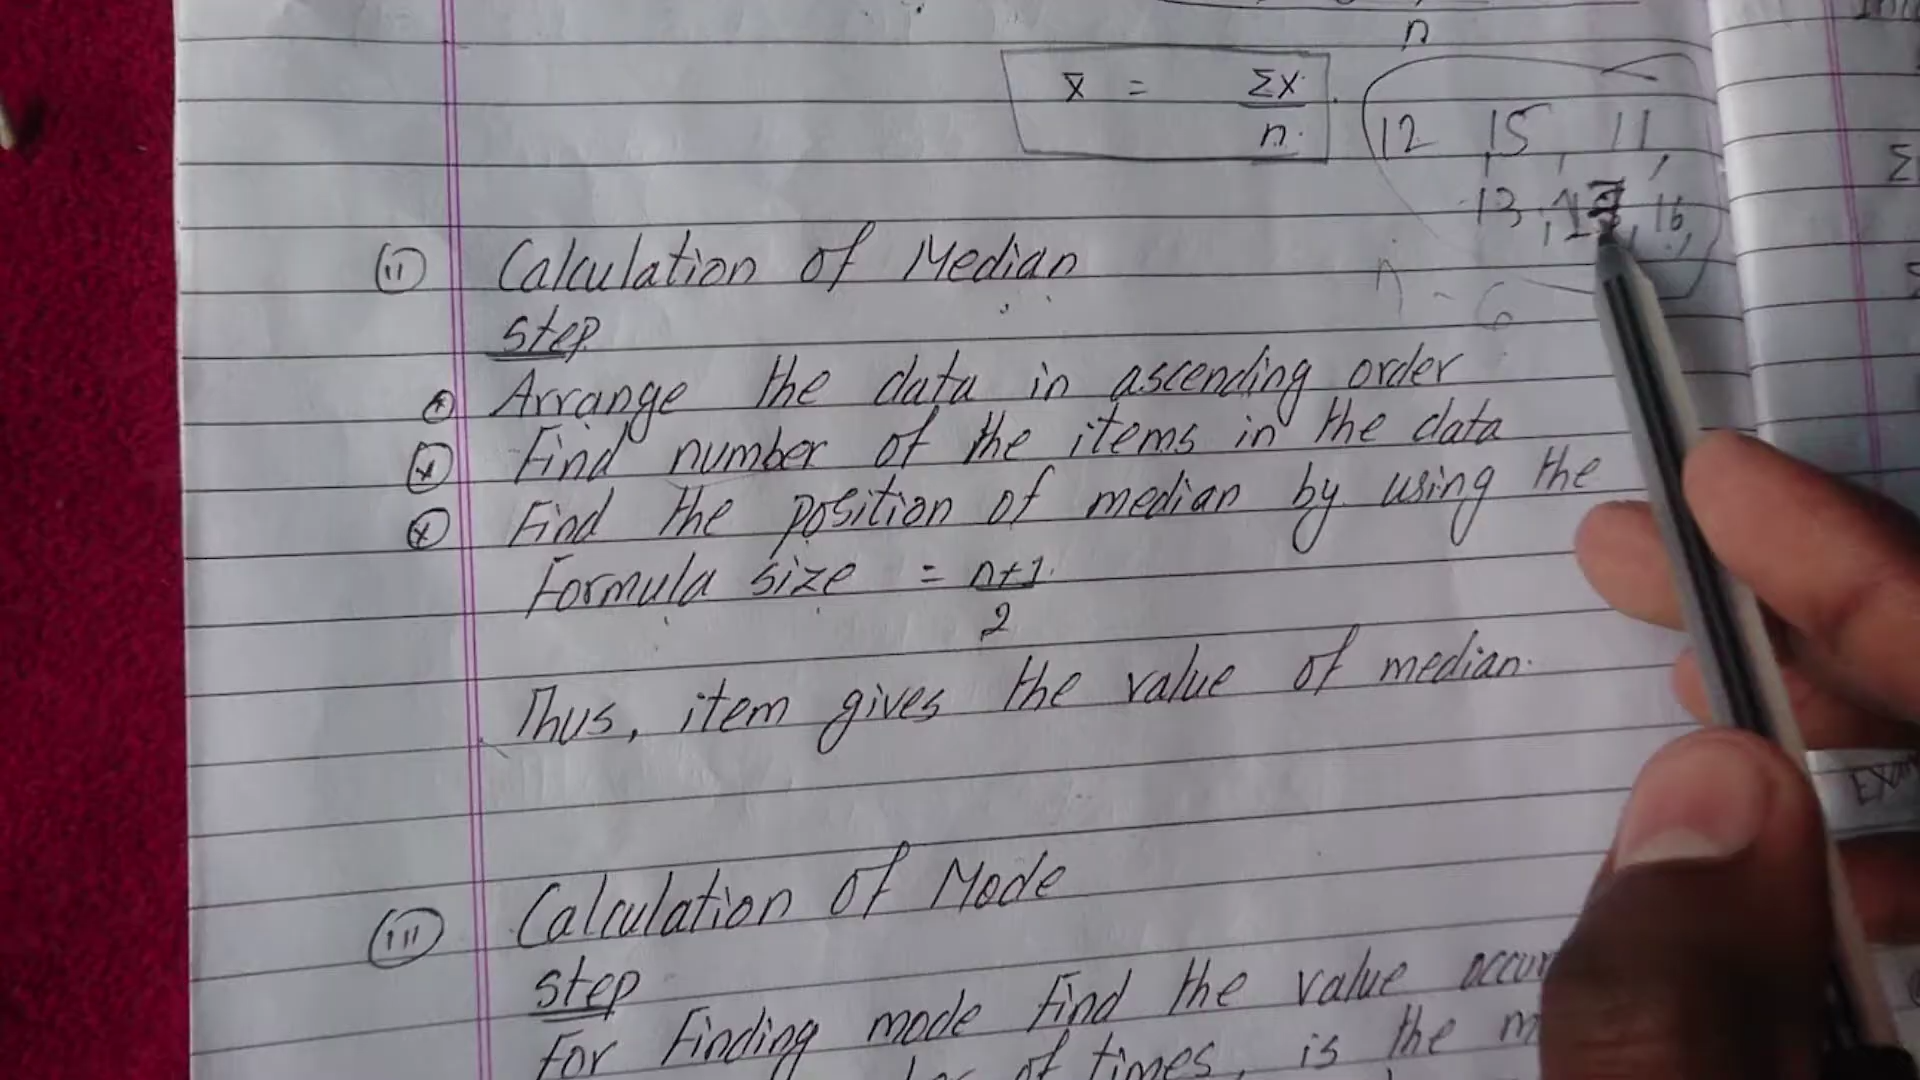 n
x̄ = Σx
n
12 , 15 , 11 ,
13 , , 16 ,
n - 6
(ii) Calculation of Median
step
Arrange the data in ascending order
Find number of the items in the data
Find the position of median by using the
Formula size = n+1
2
Thus, item gives the value of median.
(iii) Calculation of Mode
step
For Finding mode find the value
of times, is the